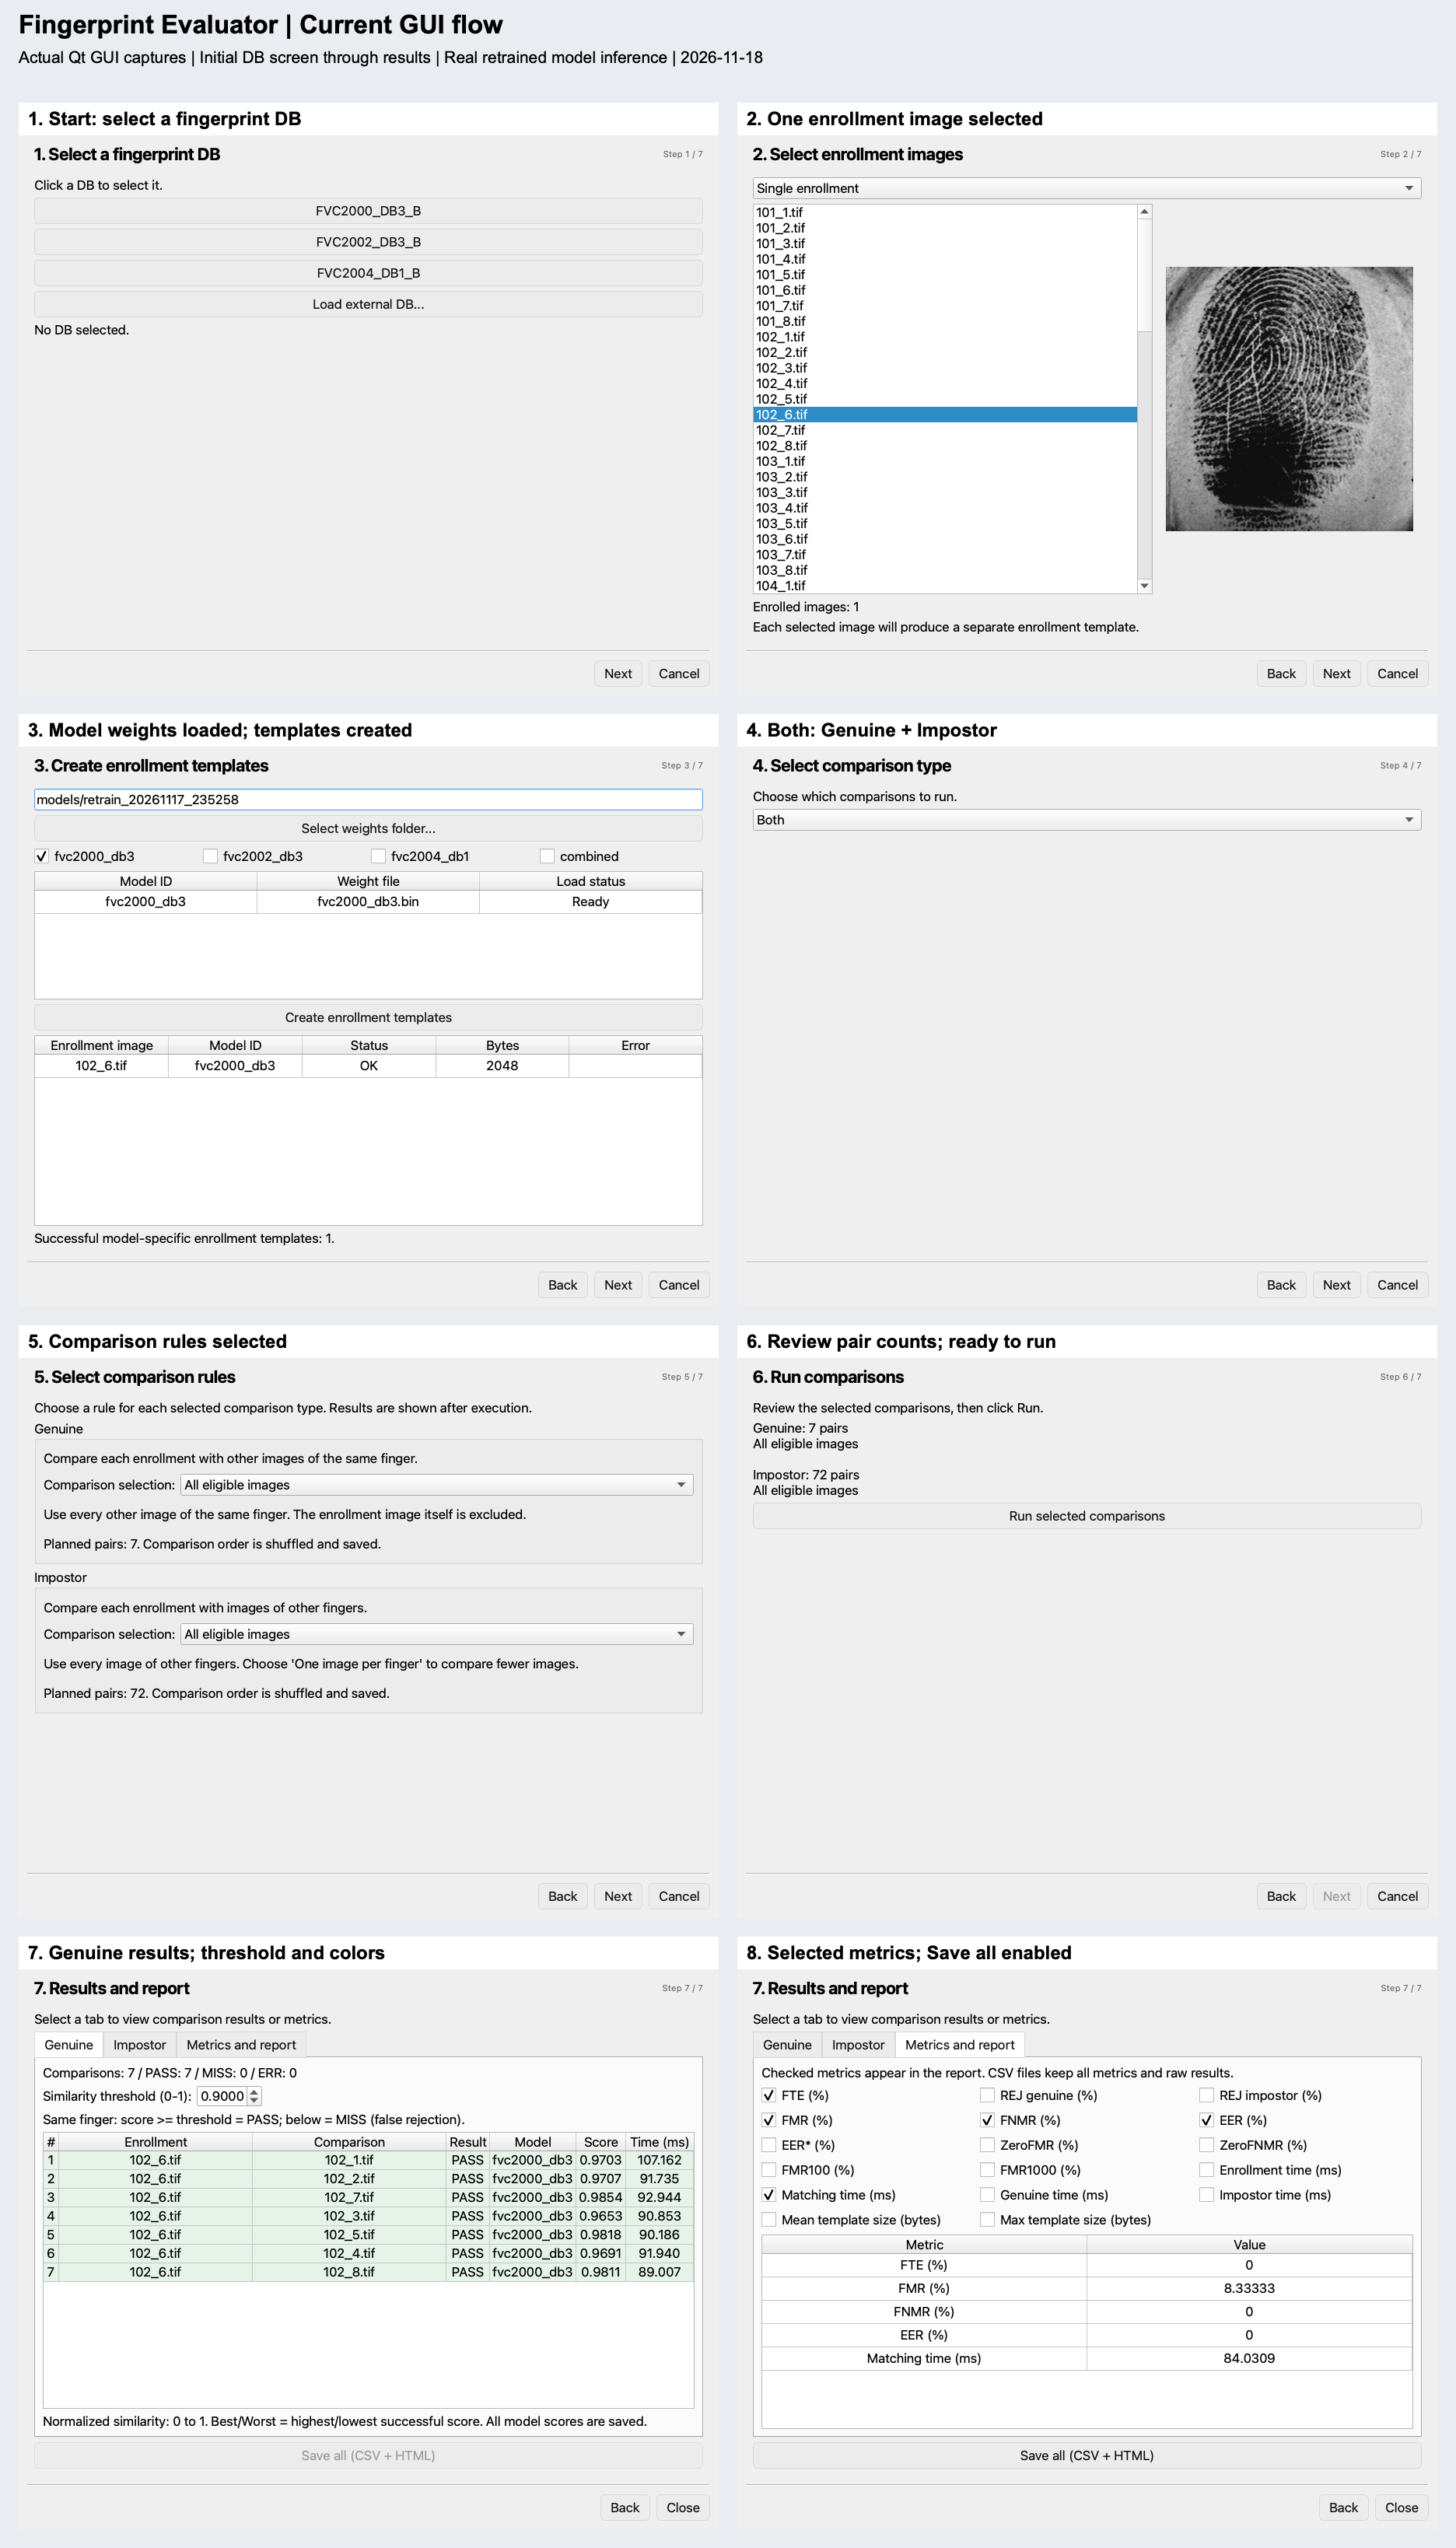 Fingerprint Evaluator | Current GUI flow
Actual Qt GUI captures | Initial DB screen through results | Real retrained model inference | 2026-11-18
1. Start: select a fingerprint DB
1. Select a fingerprint DB
Step 1 / 7
Click a DB to select it.
FVC2000_DB3_B
FVC2002_DB3_B
FVC2004_DB1_B
Load external DB...
No DB selected.
Next Cancel
2. One enrollment image selected
2. Select enrollment images
Step 2 / 7
Single enrollment
101_1.tif
101_2.tif
101_3.tif
101_4.tif
101_5.tif
101_6.tif
101_7.tif
101_8.tif
102_1.tif
102_2.tif
102_3.tif
102_4.tif
102_5.tif
102_6.tif
102_7.tif
102_8.tif
103_1.tif
103_2.tif
103_3.tif
103_4.tif
103_5.tif
103_6.tif
103_7.tif
103_8.tif
104_1.tif
Enrolled images: 1
Each selected image will produce a separate enrollment template.
Back Next Cancel
3. Model weights loaded; templates created
3. Create enrollment templates
Step 3 / 7
models/retrain_20261117_235258
Select weights folder...
fvc2000_db3 fvc2002_db3 fvc2004_db1 combined
Model ID Weight file Load status
fvc2000_db3 fvc2000_db3.bin Ready
Create enrollment templates
Enrollment image Model ID Status Bytes Error
102_6.tif fvc2000_db3 OK 2048
Successful model-specific enrollment templates: 1.
Back Next Cancel
4. Both: Genuine + Impostor
4. Select comparison type
Step 4 / 7
Choose which comparisons to run.
Both
Back Next Cancel
5. Comparison rules selected
5. Select comparison rules
Step 5 / 7
Choose a rule for each selected comparison type. Results are shown after execution.
Genuine
Compare each enrollment with other images of the same finger.
Comparison selection: All eligible images
Use every other image of the same finger. The enrollment image itself is excluded.
Planned pairs: 7. Comparison order is shuffled and saved.
Impostor
Compare each enrollment with images of other fingers.
Comparison selection: All eligible images
Use every image of other fingers. Choose 'One image per finger' to compare fewer images.
Planned pairs: 72. Comparison order is shuffled and saved.
Back Next Cancel
6. Review pair counts; ready to run
6. Run comparisons
Step 6 / 7
Review the selected comparisons, then click Run.
Genuine: 7 pairs
All eligible images
Impostor: 72 pairs
All eligible images
Run selected comparisons
Back Next Cancel
7. Genuine results; threshold and colors
7. Results and report
Step 7 / 7
Select a tab to view comparison results or metrics.
Genuine Impostor Metrics and report
Comparisons: 7 / PASS: 7 / MISS: 0 / ERR: 0
Similarity threshold (0-1): 0.9000
Same finger: score >= threshold = PASS; below = MISS (false rejection).
# Enrollment Comparison Result Model Score Time (ms)
1 102_6.tif 102_1.tif PASS fvc2000_db3 0.9703 107.162
2 102_6.tif 102_2.tif PASS fvc2000_db3 0.9707 91.735
3 102_6.tif 102_7.tif PASS fvc2000_db3 0.9854 92.944
4 102_6.tif 102_3.tif PASS fvc2000_db3 0.9653 90.853
5 102_6.tif 102_5.tif PASS fvc2000_db3 0.9818 90.186
6 102_6.tif 102_4.tif PASS fvc2000_db3 0.9691 91.940
7 102_6.tif 102_8.tif PASS fvc2000_db3 0.9811 89.007
Normalized similarity: 0 to 1. Best/Worst = highest/lowest successful score. All model scores are saved.
Save all (CSV + HTML)
Back Close
8. Selected metrics; Save all enabled
7. Results and report
Step 7 / 7
Select a tab to view comparison results or metrics.
Genuine Impostor Metrics and report
Checked metrics appear in the report. CSV files keep all metrics and raw results.
FTE (%) REJ genuine (%) REJ impostor (%)
FMR (%) FNMR (%) EER (%)
EER* (%) ZeroFMR (%) ZeroFNMR (%)
FMR100 (%) FMR1000 (%) Enrollment time (ms)
Matching time (ms) Genuine time (ms) Impostor time (ms)
Mean template size (bytes) Max template size (bytes)
Metric Value
FTE (%) 0
FMR (%) 8.33333
FNMR (%) 0
EER (%) 0
Matching time (ms) 84.0309
Save all (CSV + HTML)
Back Close